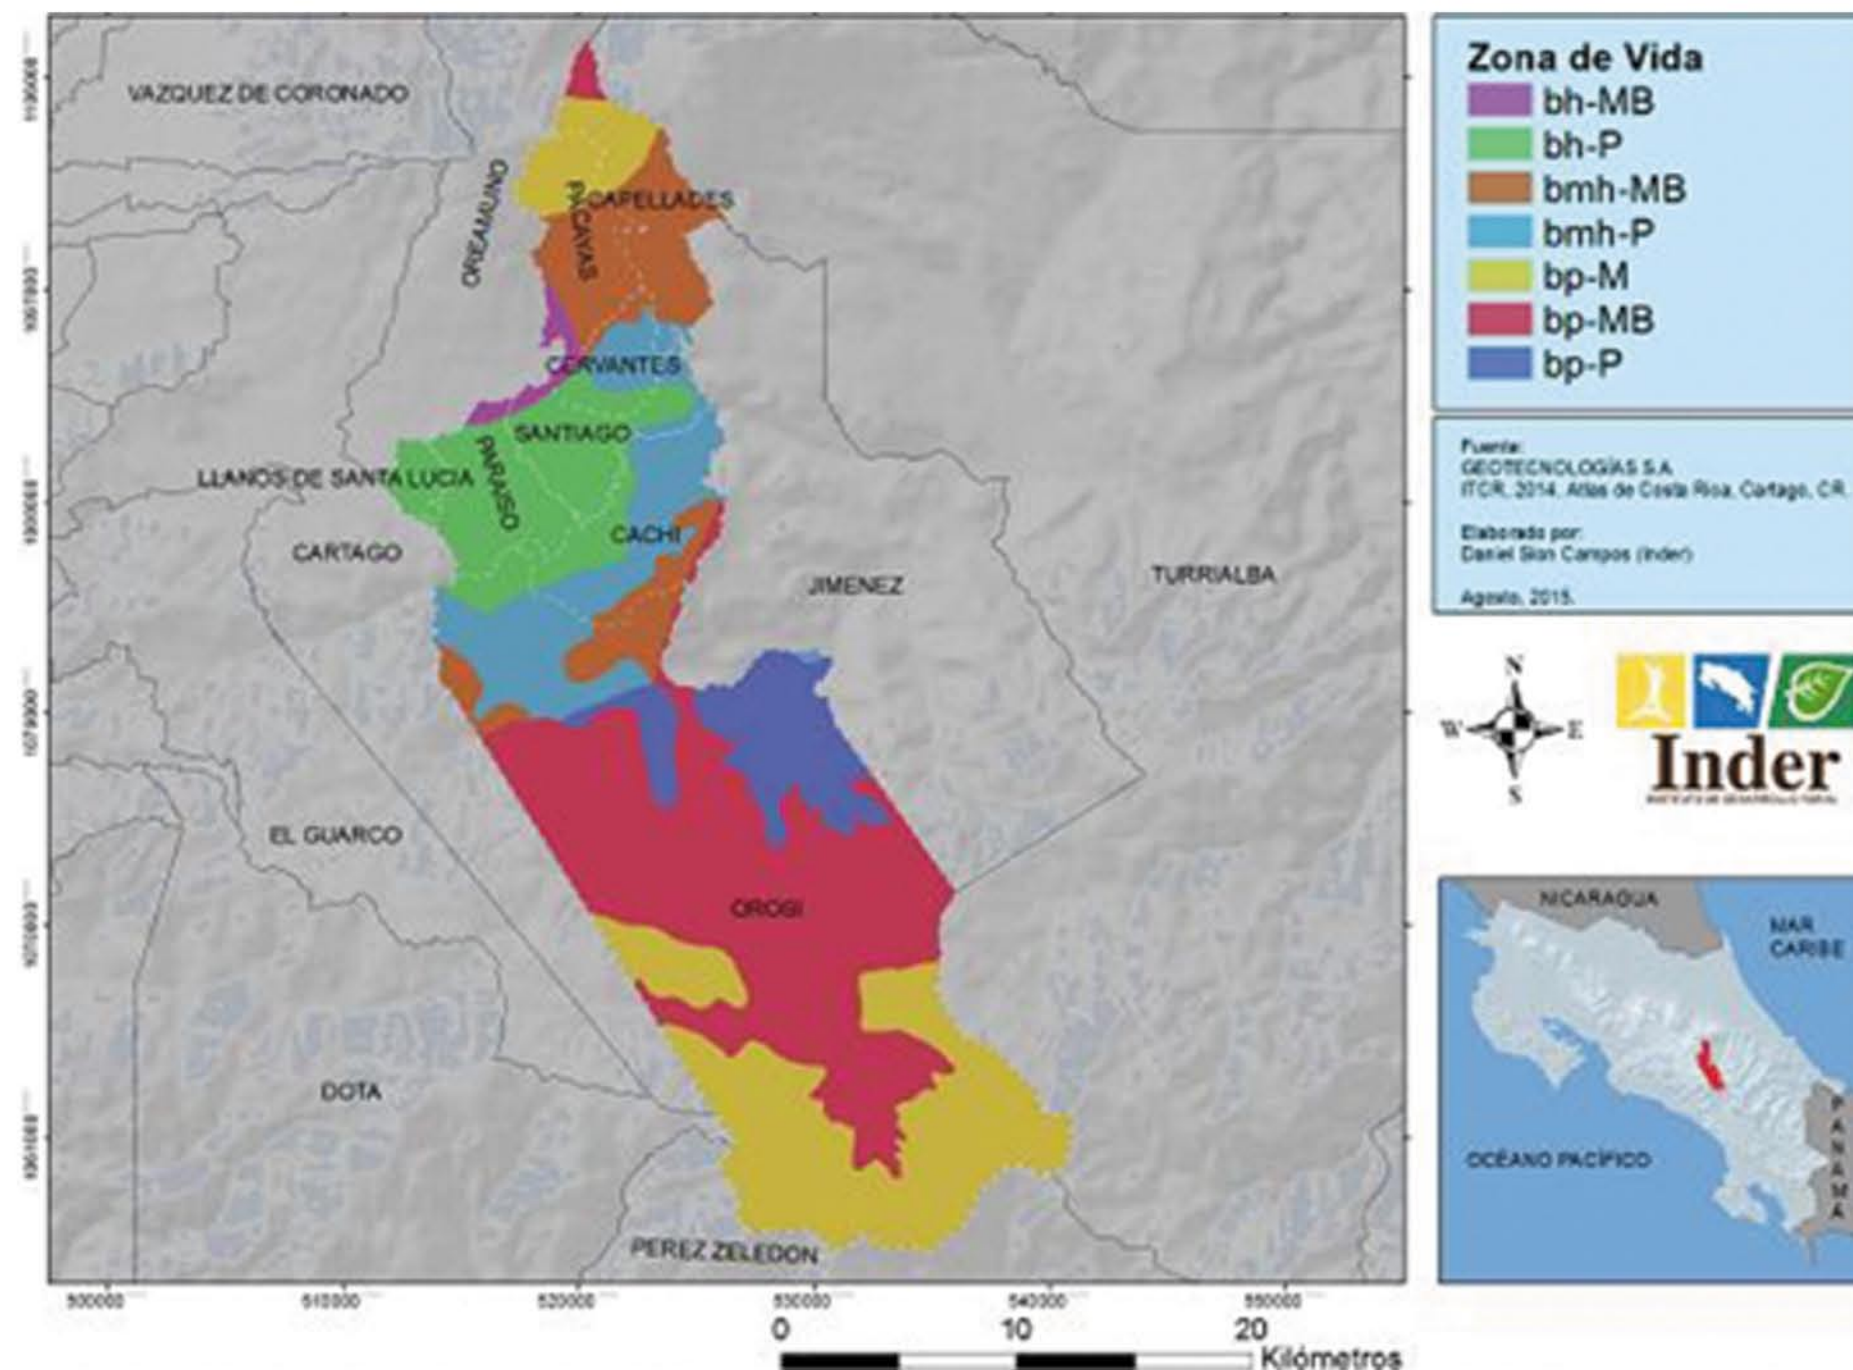 VAZQUEZ DE CORONADO
OREAMUNO
PACAYAS
CAPELLADES
CERVANTES
SANTIAGO
PARAISO
LLANOS DE SANTA LUCIA
CACHI
CARTAGO
JIMENEZ
TURRIALBA
EL GUARCO
OROSI
DOTA
PEREZ ZELEDON
500000
510000
520000
530000
540000
550000
0 10 20
Kilómetros
Zona de Vida
bh-MB
bh-P
bmh-MB
bmh-P
bp-M
bp-MB
bp-P
Fuente:
GEOTECNOLOGÍAS S.A.
ITCR, 2014. Atlas de Costa Rica, Cartago, CR.
Elaborado por:
Daniel Sion Campos (Inder)
Agosto, 2015.
N
W E
S
Inder
NICARAGUA
MAR
CARIBE
OCÉANO PACÍFICO
PANAMA